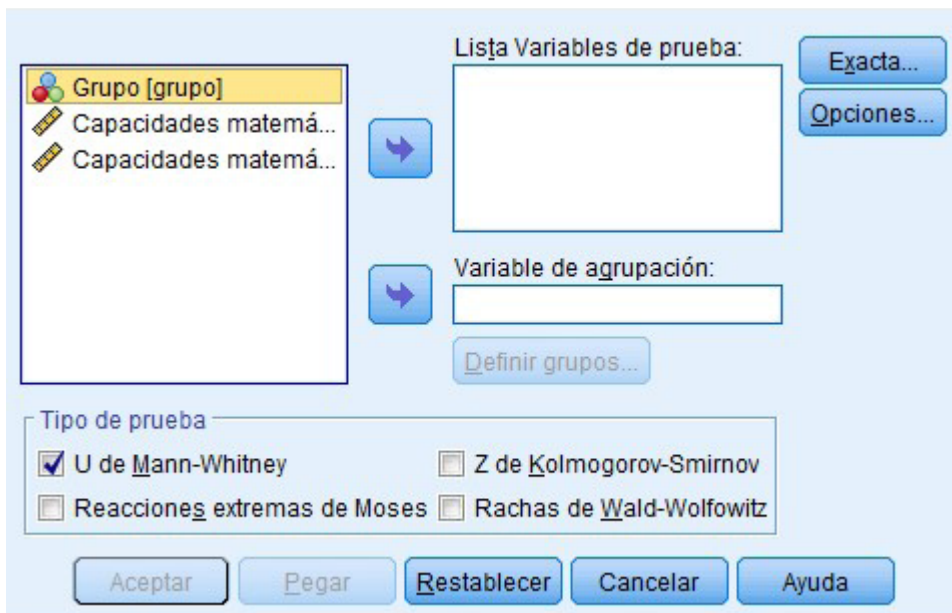 Lista Variables de prueba:
Exacta...
Opciones...
Grupo [grupo]
Capacidades matemá...
Capacidades matemá...
Variable de agrupación:
Definir grupos...
Tipo de prueba
U de Mann-Whitney
Z de Kolmogorov-Smirnov
Reacciones extremas de Moses
Rachas de Wald-Wolfowitz
Aceptar
Pegar
Restablecer
Cancelar
Ayuda